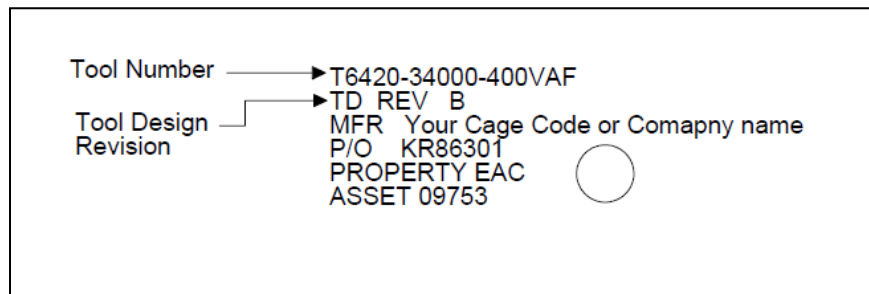 Tool Number
T6420-34000-400VAF
Tool Design
Revision
TD REV B
MFR Your Cage Code or Comapny name
P/O KR86301
PROPERTY EAC
ASSET 09753